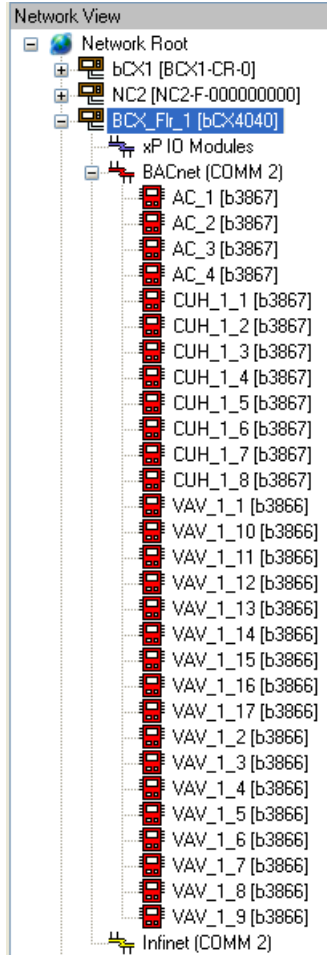 Network View
Network Root
bCX1 [BCX1-CR-0]
NC2 [NC2-F-000000000]
BCX_Flr_1 [bCX4040]
xP IO Modules
BACnet (COMM 2)
AC_1 [b3867]
AC_2 [b3867]
AC_3 [b3867]
AC_4 [b3867]
CUH_1_1 [b3867]
CUH_1_2 [b3867]
CUH_1_3 [b3867]
CUH_1_4 [b3867]
CUH_1_5 [b3867]
CUH_1_6 [b3867]
CUH_1_7 [b3867]
CUH_1_8 [b3867]
VAV_1_1 [b3866]
VAV_1_10 [b3866]
VAV_1_11 [b3866]
VAV_1_12 [b3866]
VAV_1_13 [b3866]
VAV_1_14 [b3866]
VAV_1_15 [b3866]
VAV_1_16 [b3866]
VAV_1_17 [b3866]
VAV_1_2 [b3866]
VAV_1_3 [b3866]
VAV_1_4 [b3866]
VAV_1_5 [b3866]
VAV_1_6 [b3866]
VAV_1_7 [b3866]
VAV_1_8 [b3866]
VAV_1_9 [b3866]
Infinet (COMM 2)